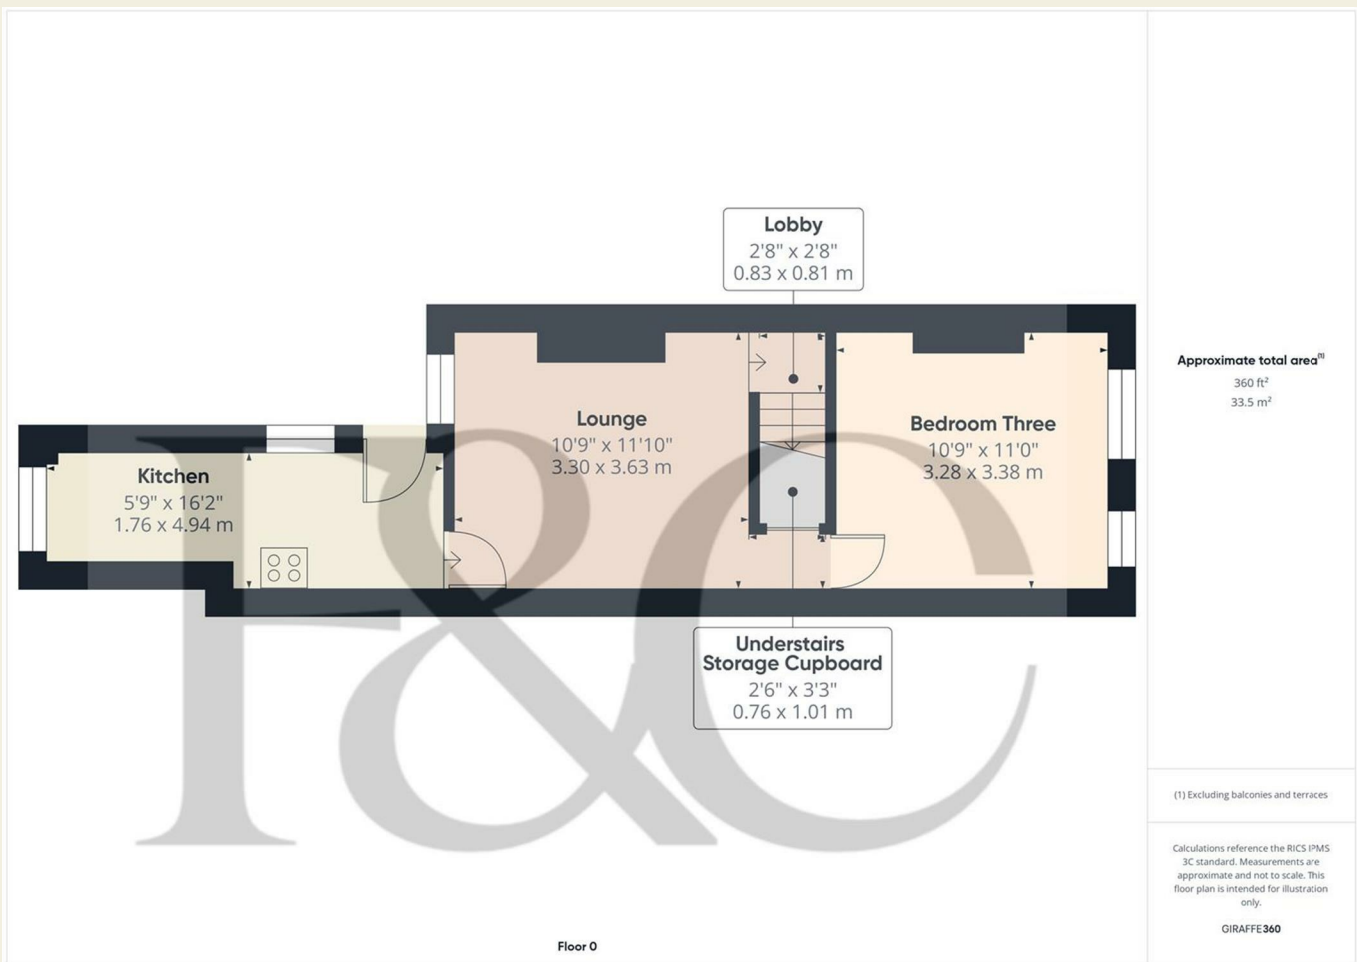 Lobby
2'8" x 2'8"
0.83 x 0.81 m
Approximate total area(1)
360 ft²
33.5 m²
Lounge
10'9" x 11'10"
3.30 x 3.63 m
Bedroom Three
10'9" x 11'0"
3.28 x 3.38 m
Kitchen
5'9" x 16'2"
1.76 x 4.94 m
F&C
Understairs
Storage Cupboard
2'6" x 3'3"
0.76 x 1.01 m
(1) Excluding balconies and terraces
Calculations reference the RICS IPMS
3C standard. Measurements are
approximate and not to scale. This
floor plan is intended for illustration
only.
GIRAFFE360
Floor 0